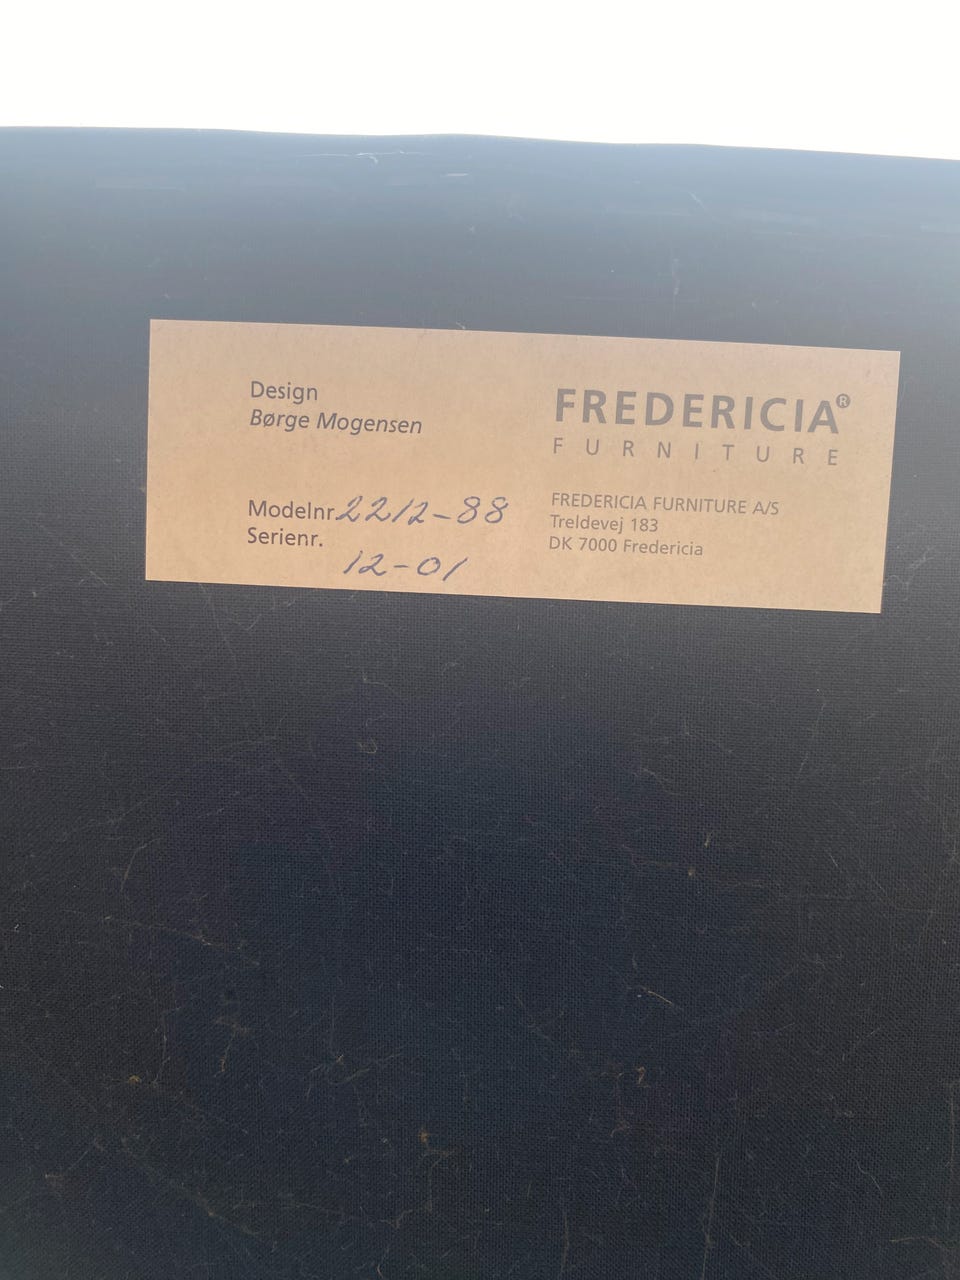 Design
Børge Mogensen
Modelnr 2212-88
Serienr.
12-01
FREDERICIA®
FURNITURE
FREDERICIA FURNITURE A/S
Treldevej 183
DK 7000 Fredericia